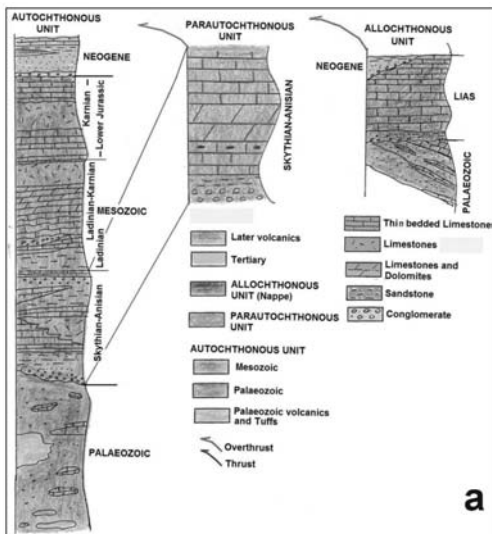 AUTOCHTHONOUS
UNIT
NEOGENE
Karnian
Lower Jurassic
Ladinian-Karnian
MESOZOIC
Ladinian
Skythian-Anisian
PALAEOZOIC
PARAUTOCHTHONOUS
UNIT
SKYTHIAN-ANISIAN
ALLOCHTHONOUS
UNIT
NEOGENE
LIAS
PALAEOZOIC
Later volcanics
Tertiary
ALLOCHTHONOUS
UNIT (Nappe)
PARAUTOCHTHONOUS
UNIT
AUTOCHTHONOUS UNIT
Mesozoic
Palaeozoic
Palaeozoic volcanics
and Tuffs
Overthrust
Thrust
Thin bedded Limestones
Limestones
Limestones and
Dolomites
Sandstone
Conglomerate
a